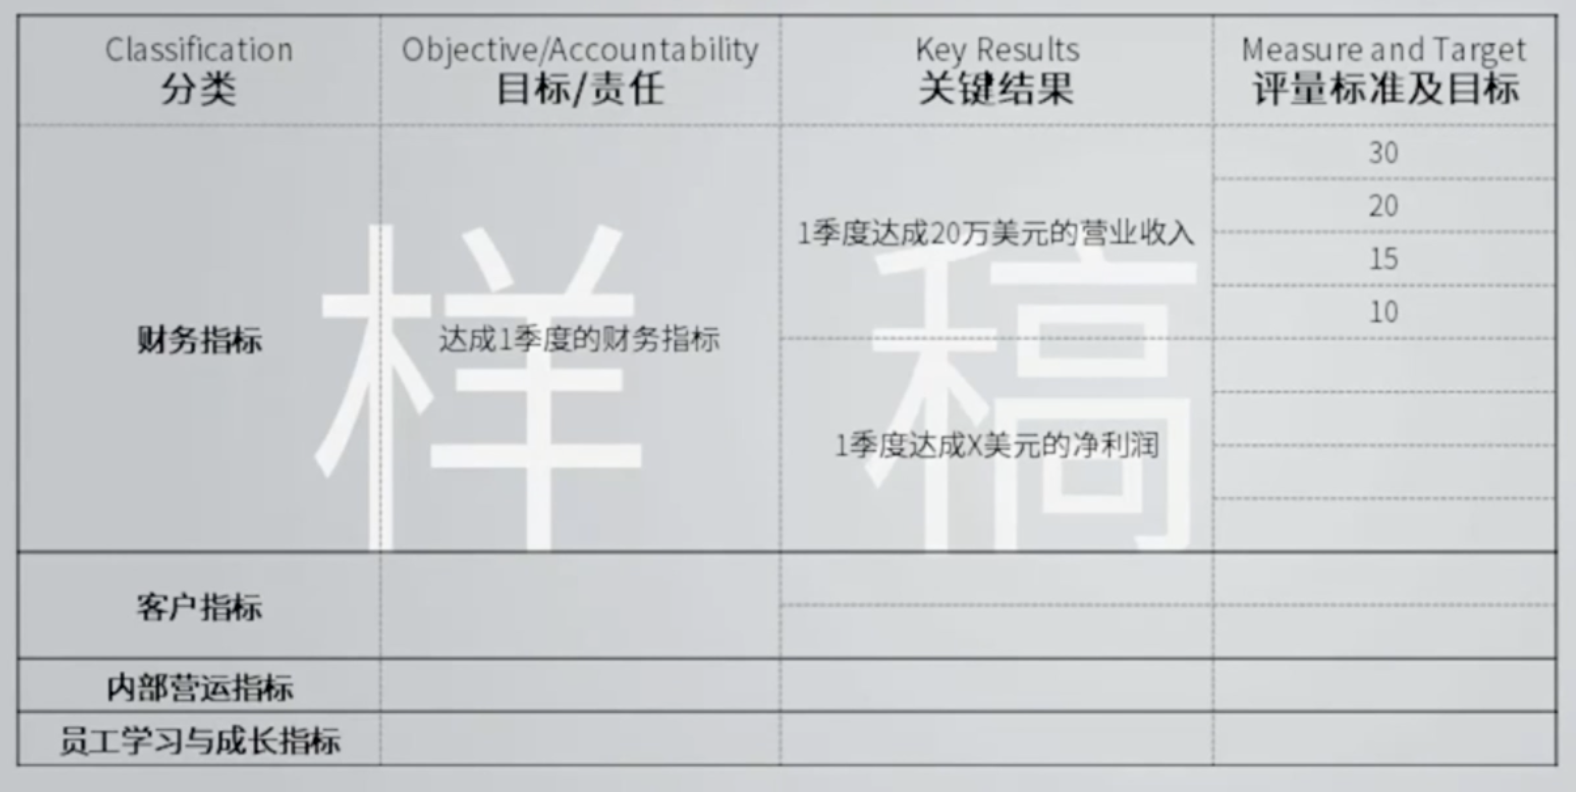 Classification
分类
Objective/Accountability
目标/责任
Key Results
关键结果
Measure and Target
评量标准及目标
财务指标
达成1季度的财务指标
1季度达成20万美元的营业收入
30
20
15
10
1季度达成X美元的净利润
客户指标
内部营运指标
员工学习与成长指标
样稿